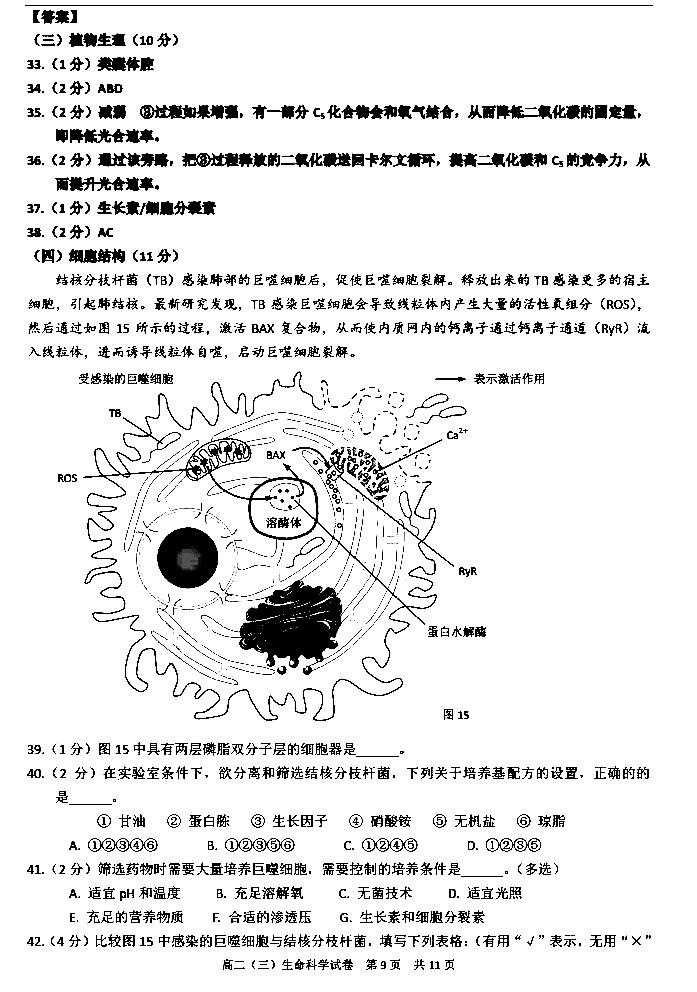 【答案】
（三）植物生理（10 分）
33.（1 分）类囊体腔
34.（2 分）ABD
35.（2 分）减弱 ③过程如果增强，有一部分 C₅ 化合物会和氧气结合，从而降低二氧化碳的固定量，
即降低光合速率。
36.（2 分）通过该旁路，把③过程释放的二氧化碳送回卡尔文循环，提高二氧化碳和 C₅ 的竞争力，从
而提升光合速率。
37.（1 分）生长素/细胞分裂素
38.（2 分）AC
（四）细胞结构（11 分）
结核分枝杆菌（TB）感染肺部的巨噬细胞后，促使巨噬细胞裂解。释放出来的 TB 感染更多的宿主
细胞，引起肺结核。最新研究发现，TB 感染巨噬细胞会导致线粒体内产生大量的活性氧组分（ROS），
然后通过如图 15 所示的过程，激活 BAX 复合物，从而使内质网内的钙离子通过钙离子通道（RyR）流
入线粒体，进而诱导线粒体自噬，启动巨噬细胞裂解。
受感染的巨噬细胞
表示激活作用
TB
Ca²⁺
BAX
ROS
溶酶体
RyR
蛋白水解酶
图 15
39.（1 分）图 15 中具有两层磷脂双分子层的细胞器是______。
40.（2 分）在实验室条件下，欲分离和筛选结核分枝杆菌，下列关于培养基配方的设置，正确的的
是______。
① 甘油 ② 蛋白胨 ③ 生长因子 ④ 硝酸铵 ⑤ 无机盐 ⑥ 琼脂
A. ①②③④⑥ B. ①②③⑤⑥ C. ①②④⑤ D. ①②③⑤
41.（2 分）筛选药物时需要大量培养巨噬细胞，需要控制的培养条件是______。（多选）
A. 适宜 pH 和温度 B. 充足溶解氧 C. 无菌技术 D. 适宜光照
E. 充足的营养物质 F. 合适的渗透压 G. 生长素和细胞分裂素
42.（4 分）比较图 15 中感染的巨噬细胞与结核分枝杆菌，填写下列表格：（有用“√”表示，无用“×”
高二（三）生命科学试卷 第 9 页 共 11 页